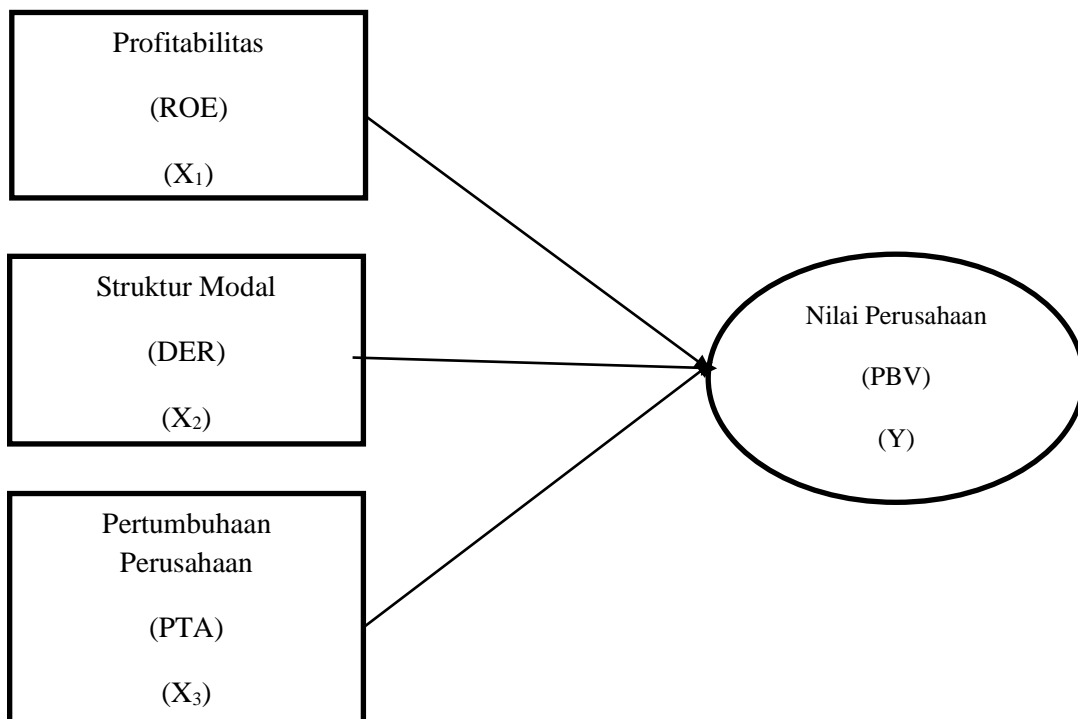 Profitabilitas
(ROE)
(X₁)
Struktur Modal
(DER)
(X₂)
Pertumbuhaan
Perusahaan
(PTA)
(X₃)
Nilai Perusahaan
(PBV)
(Y)